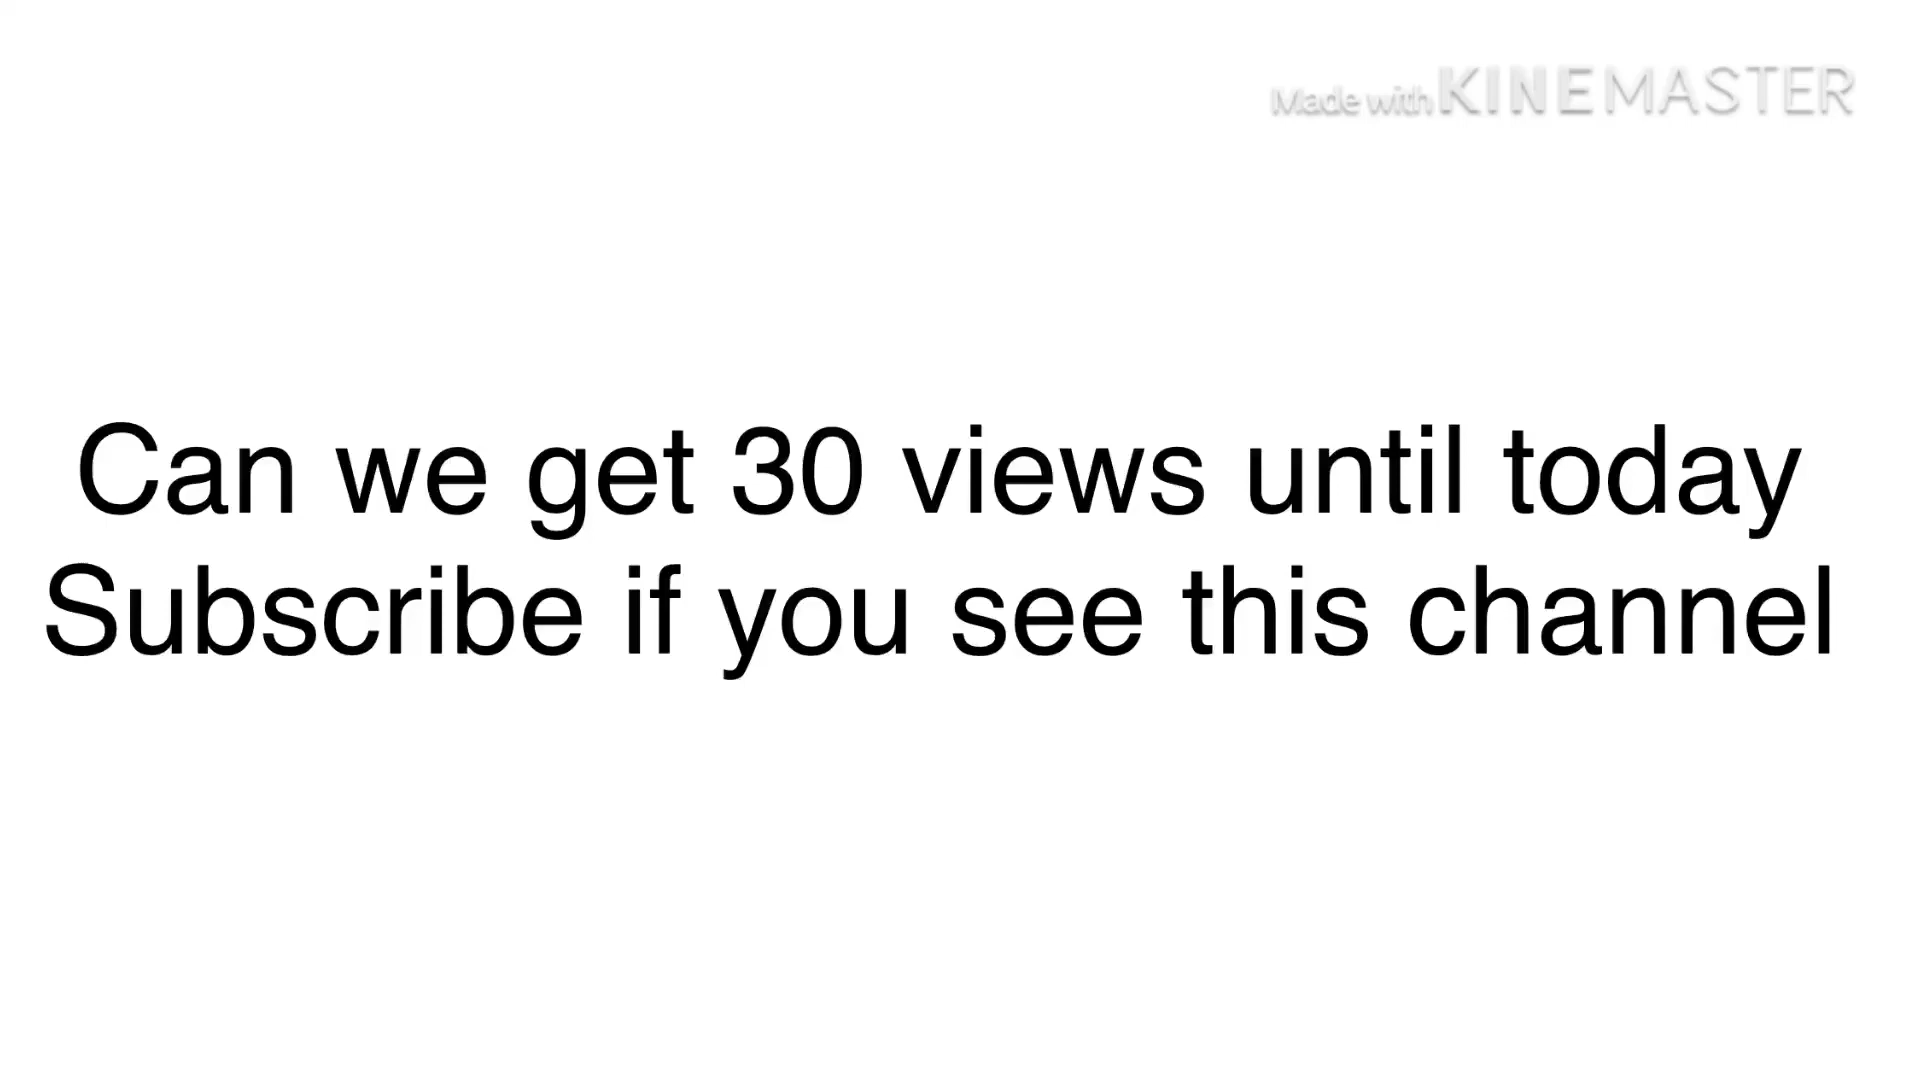 Made with KINEMASTER
Can we get 30 views until today
Subscribe if you see this channel